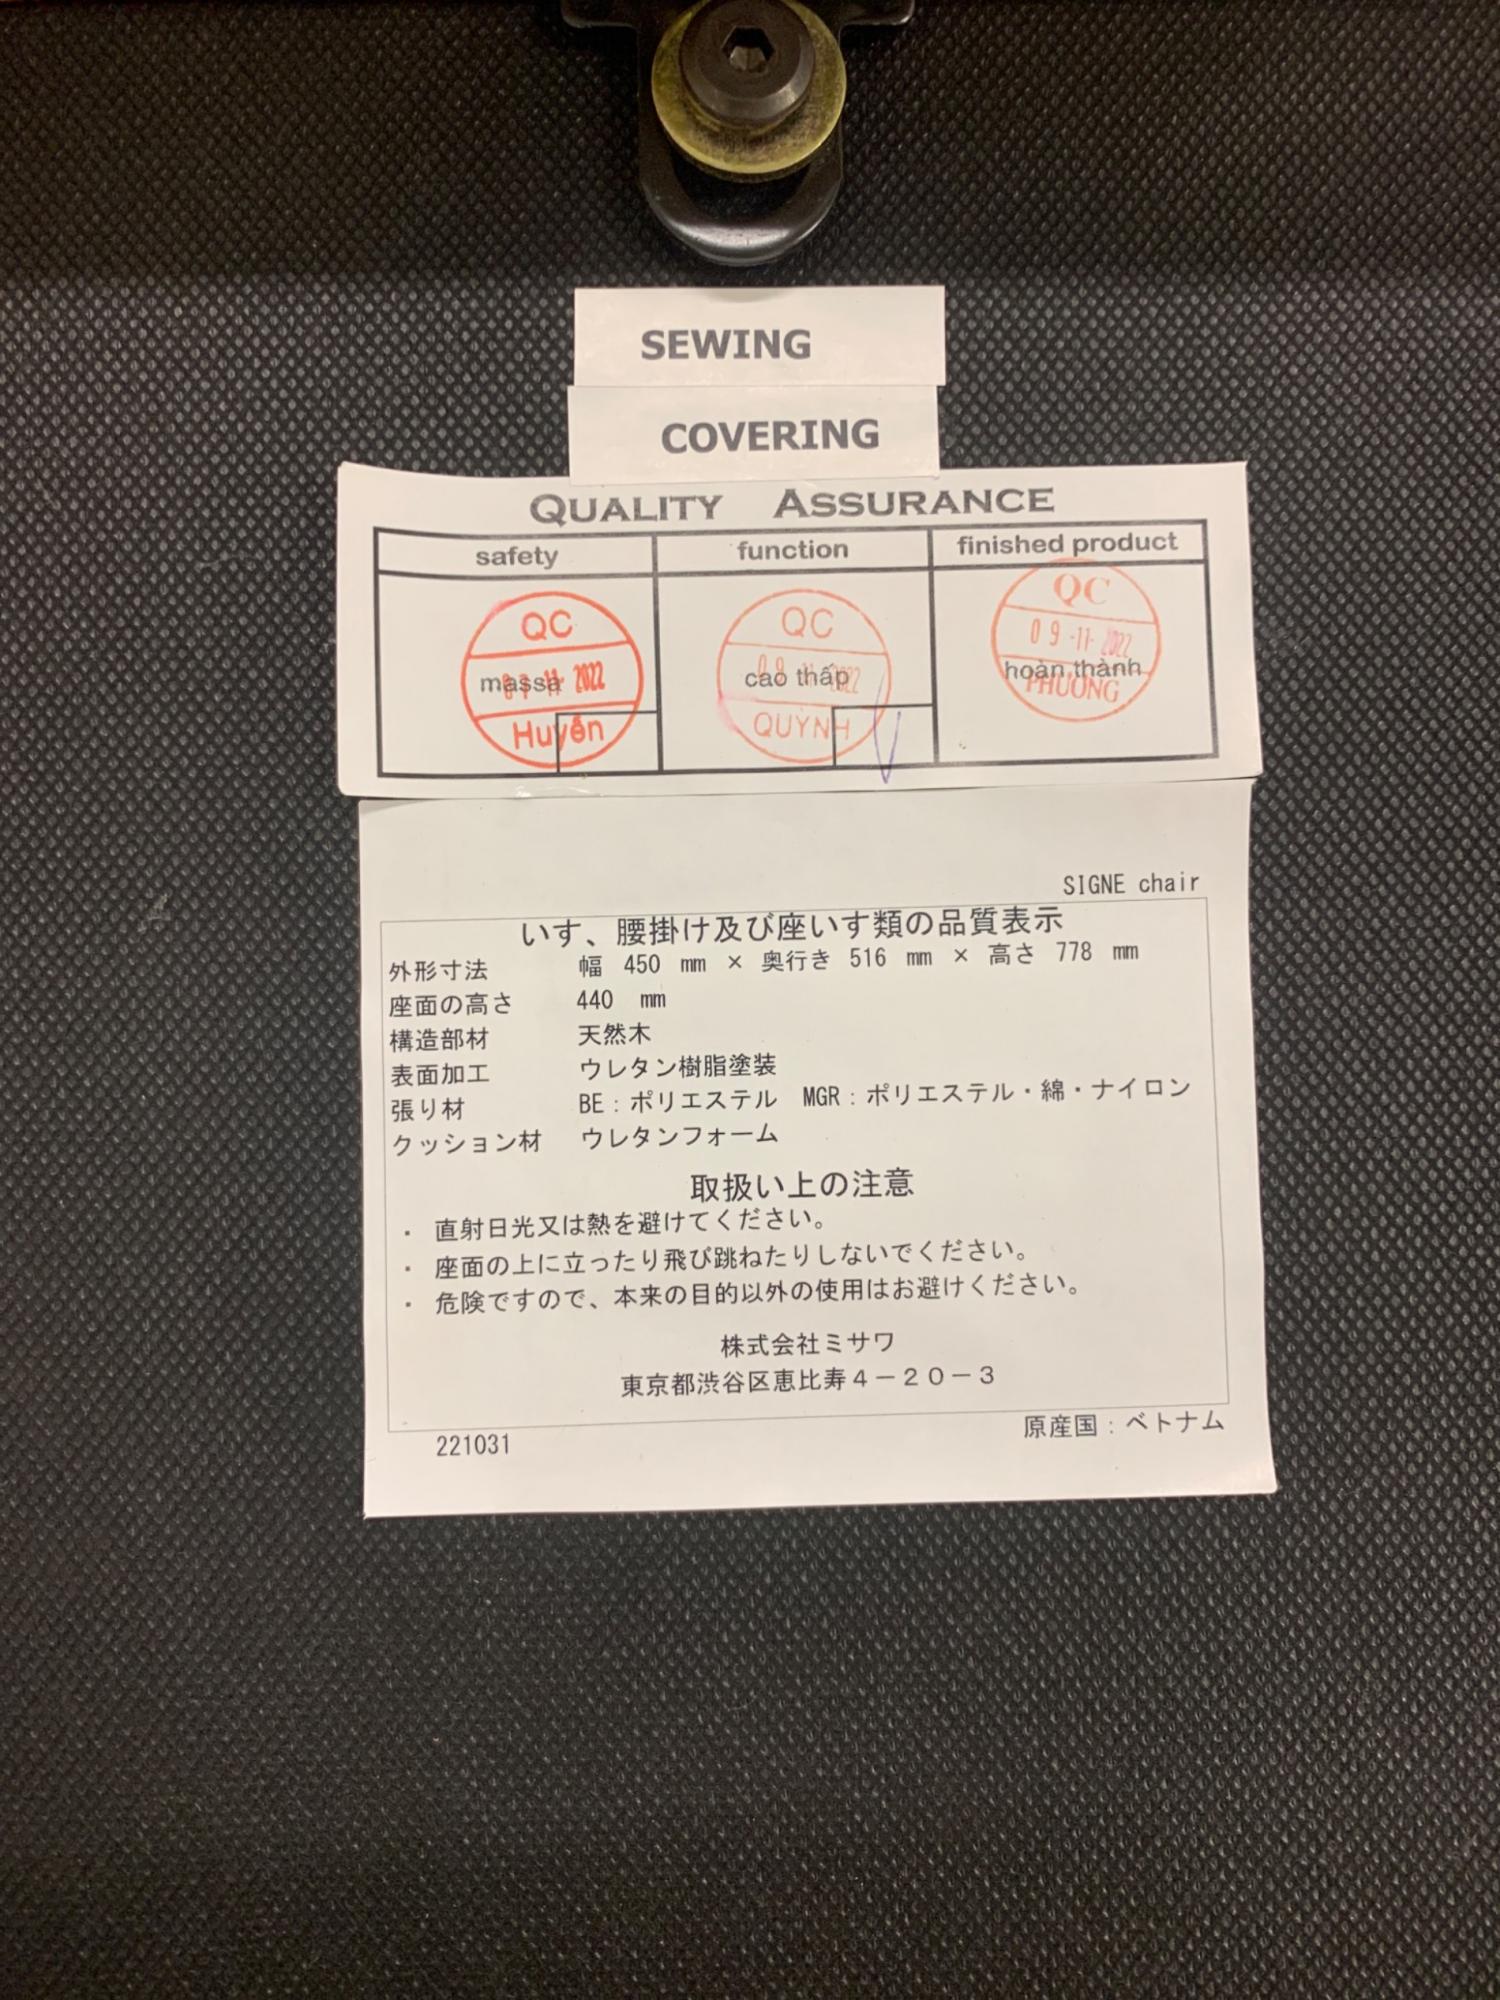 SEWING
COVERING
QUALITY ASSURANCE
safety function finished product
QC QC QC
massa 2022 cao thấp 2022 09-11-2022 hoàn thành
Huyền QUỲNH PHƯƠNG
SIGNE chair
いす、腰掛け及び座いす類の品質表示
外形寸法 幅 450 mm × 奥行き 516 mm × 高さ 778 mm
座面の高さ 440 mm
構造部材 天然木
表面加工 ウレタン樹脂塗装
張り材 BE:ポリエステル MGR:ポリエステル・綿・ナイロン
クッション材 ウレタンフォーム
取扱い上の注意
・ 直射日光又は熱を避けてください。
・ 座面の上に立ったり飛び跳ねたりしないでください。
・ 危険ですので、本来の目的以外の使用はお避けください。
株式会社ミサワ
東京都渋谷区恵比寿4-20-3
原産国:ベトナム
221031